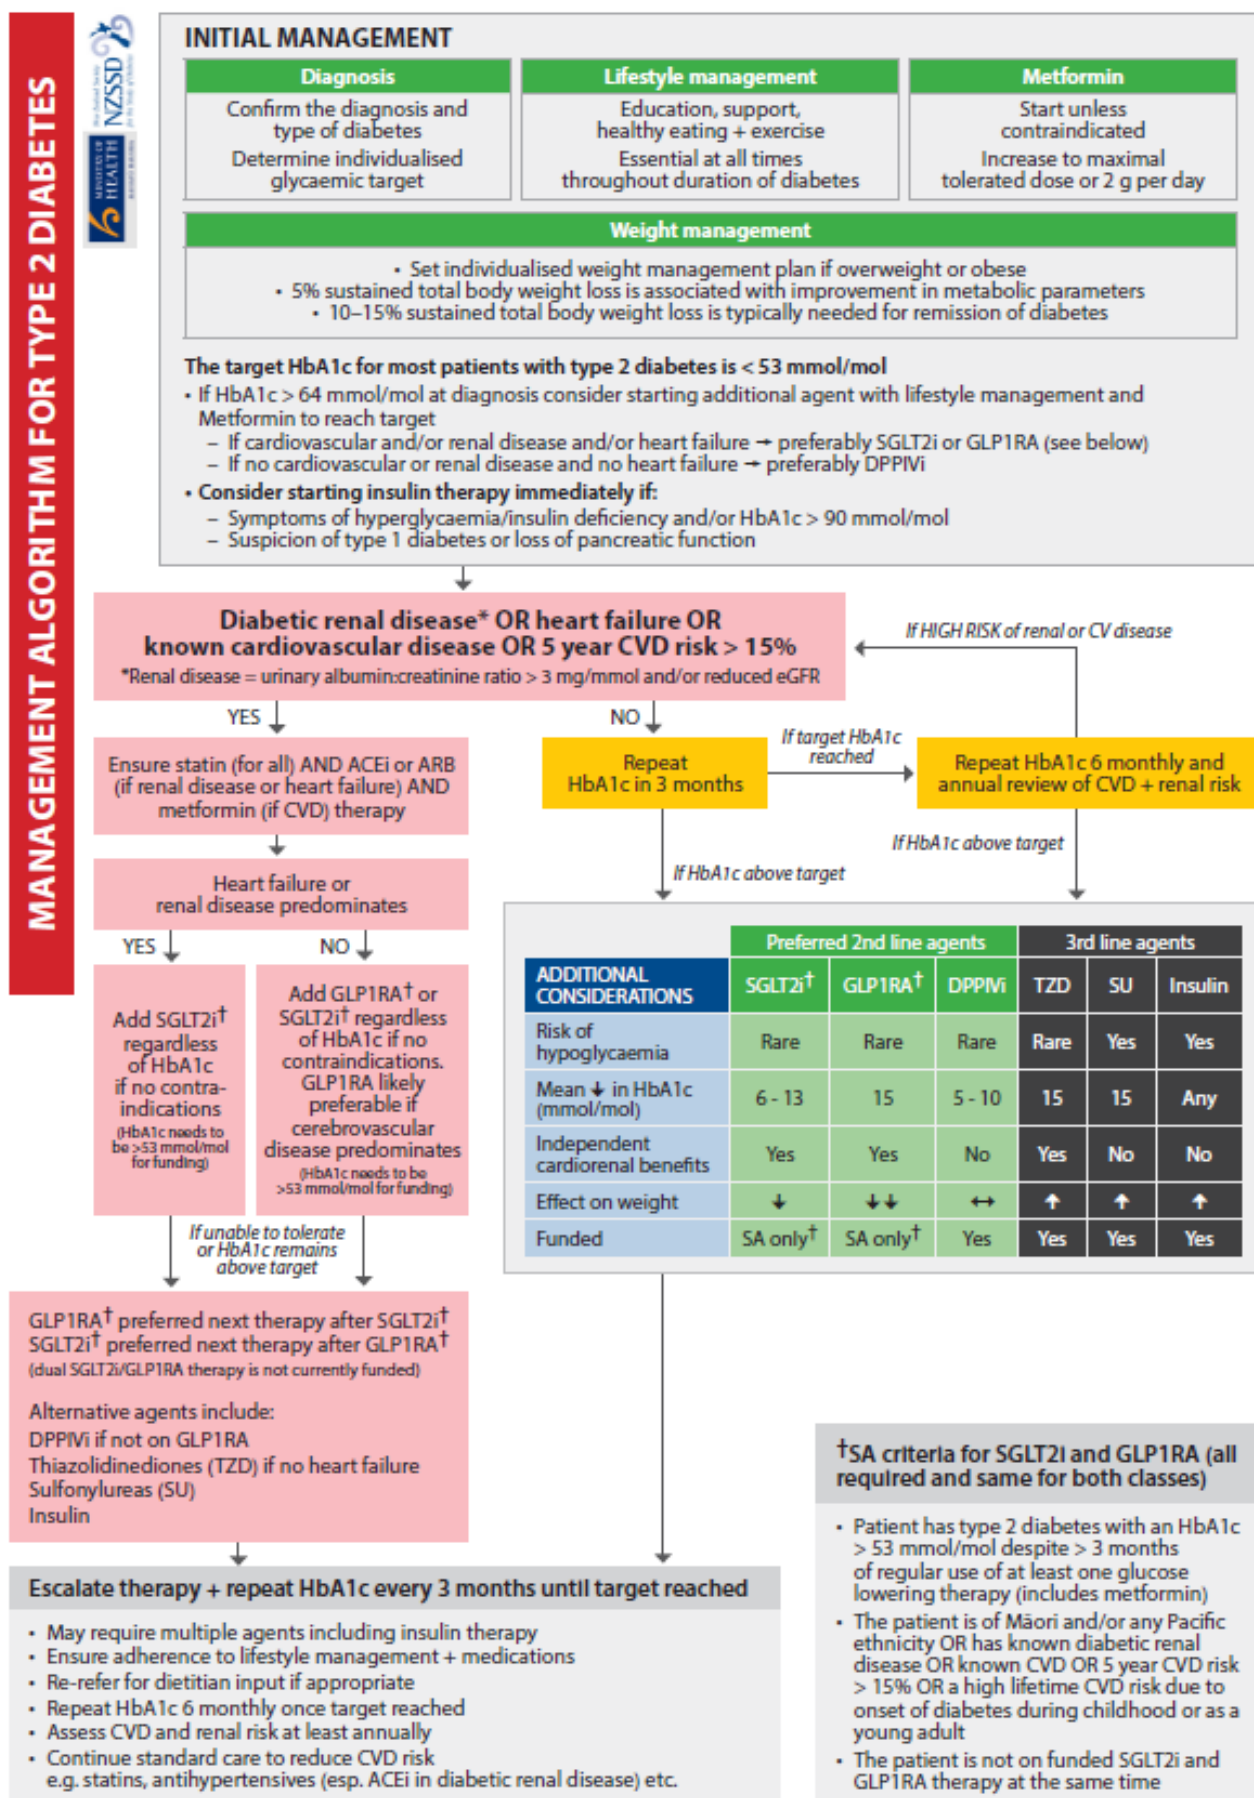 MANAGEMENT ALGORITHM FOR TYPE 2 DIABETES
NZSSD
MINISTRY OF
HEALTH
INITIAL MANAGEMENT
Diagnosis
Confirm the diagnosis and
type of diabetes
Determine individualised
glycaemic target
Lifestyle management
Education, support,
healthy eating + exercise
Essential at all times
throughout duration of diabetes
Metformin
Start unless
contraindicated
Increase to maximal
tolerated dose or 2 g per day
Weight management
• Set individualised weight management plan if overweight or obese
• 5% sustained total body weight loss is associated with improvement in metabolic parameters
• 10–15% sustained total body weight loss is typically needed for remission of diabetes
The target HbA1c for most patients with type 2 diabetes is < 53 mmol/mol
• If HbA1c > 64 mmol/mol at diagnosis consider starting additional agent with lifestyle management and
Metformin to reach target
– If cardiovascular and/or renal disease and/or heart failure → preferably SGLT2i or GLP1RA (see below)
– If no cardiovascular or renal disease and no heart failure → preferably DPPIVi
• Consider starting insulin therapy immediately if:
– Symptoms of hyperglycaemia/insulin deficiency and/or HbA1c > 90 mmol/mol
– Suspicion of type 1 diabetes or loss of pancreatic function
Diabetic renal disease* OR heart failure OR
known cardiovascular disease OR 5 year CVD risk > 15%
*Renal disease = urinary albumin:creatinine ratio > 3 mg/mmol and/or reduced eGFR
If HIGH RISK of renal or CV disease
YES
NO
Ensure statin (for all) AND ACEi or ARB
(if renal disease or heart failure) AND
metformin (if CVD) therapy
Repeat
HbA1c in 3 months
If target HbA1c
reached
Repeat HbA1c 6 monthly and
annual review of CVD + renal risk
If HbA1c above target
If HbA1c above target
Heart failure or
renal disease predominates
YES
NO
Add SGLT2i†
regardless
of HbA1c
if no contra-
indications
(HbA1c needs to
be >53 mmol/mol
for funding)
Add GLP1RA† or
SGLT2i† regardless
of HbA1c if no
contraindications.
GLP1RA likely
preferable if
cerebrovascular
disease predominates
(HbA1c needs to be
>53 mmol/mol for funding)
If unable to tolerate
or HbA1c remains
above target
Preferred 2nd line agents 3rd line agents
ADDITIONAL
CONSIDERATIONS
SGLT2i† GLP1RA† DPPIVi TZD SU Insulin
Risk of
hypoglycaemia
Rare Rare Rare Rare Yes Yes
Mean ↓ in HbA1c
(mmol/mol)
6 - 13 15 5 - 10 15 15 Any
Independent
cardiorenal benefits
Yes Yes No Yes No No
Effect on weight ↓ ↓↓ ↔ ↑ ↑ ↑
Funded SA only† SA only† Yes Yes Yes Yes
GLP1RA† preferred next therapy after SGLT2i†
SGLT2i† preferred next therapy after GLP1RA†
(dual SGLT2i/GLP1RA therapy is not currently funded)
Alternative agents include:
DPPIVi if not on GLP1RA
Thiazolidinediones (TZD) if no heart failure
Sulfonylureas (SU)
Insulin
Escalate therapy + repeat HbA1c every 3 months until target reached
• May require multiple agents including insulin therapy
• Ensure adherence to lifestyle management + medications
• Re-refer for dietitian input if appropriate
• Repeat HbA1c 6 monthly once target reached
• Assess CVD and renal risk at least annually
• Continue standard care to reduce CVD risk
e.g. statins, antihypertensives (esp. ACEi in diabetic renal disease) etc.
†SA criteria for SGLT2i and GLP1RA (all
required and same for both classes)
• Patient has type 2 diabetes with an HbA1c
> 53 mmol/mol despite > 3 months
of regular use of at least one glucose
lowering therapy (includes metformin)
• The patient is of Māori and/or any Pacific
ethnicity OR has known diabetic renal
disease OR known CVD OR 5 year CVD risk
> 15% OR a high lifetime CVD risk due to
onset of diabetes during childhood or as a
young adult
• The patient is not on funded SGLT2i and
GLP1RA therapy at the same time